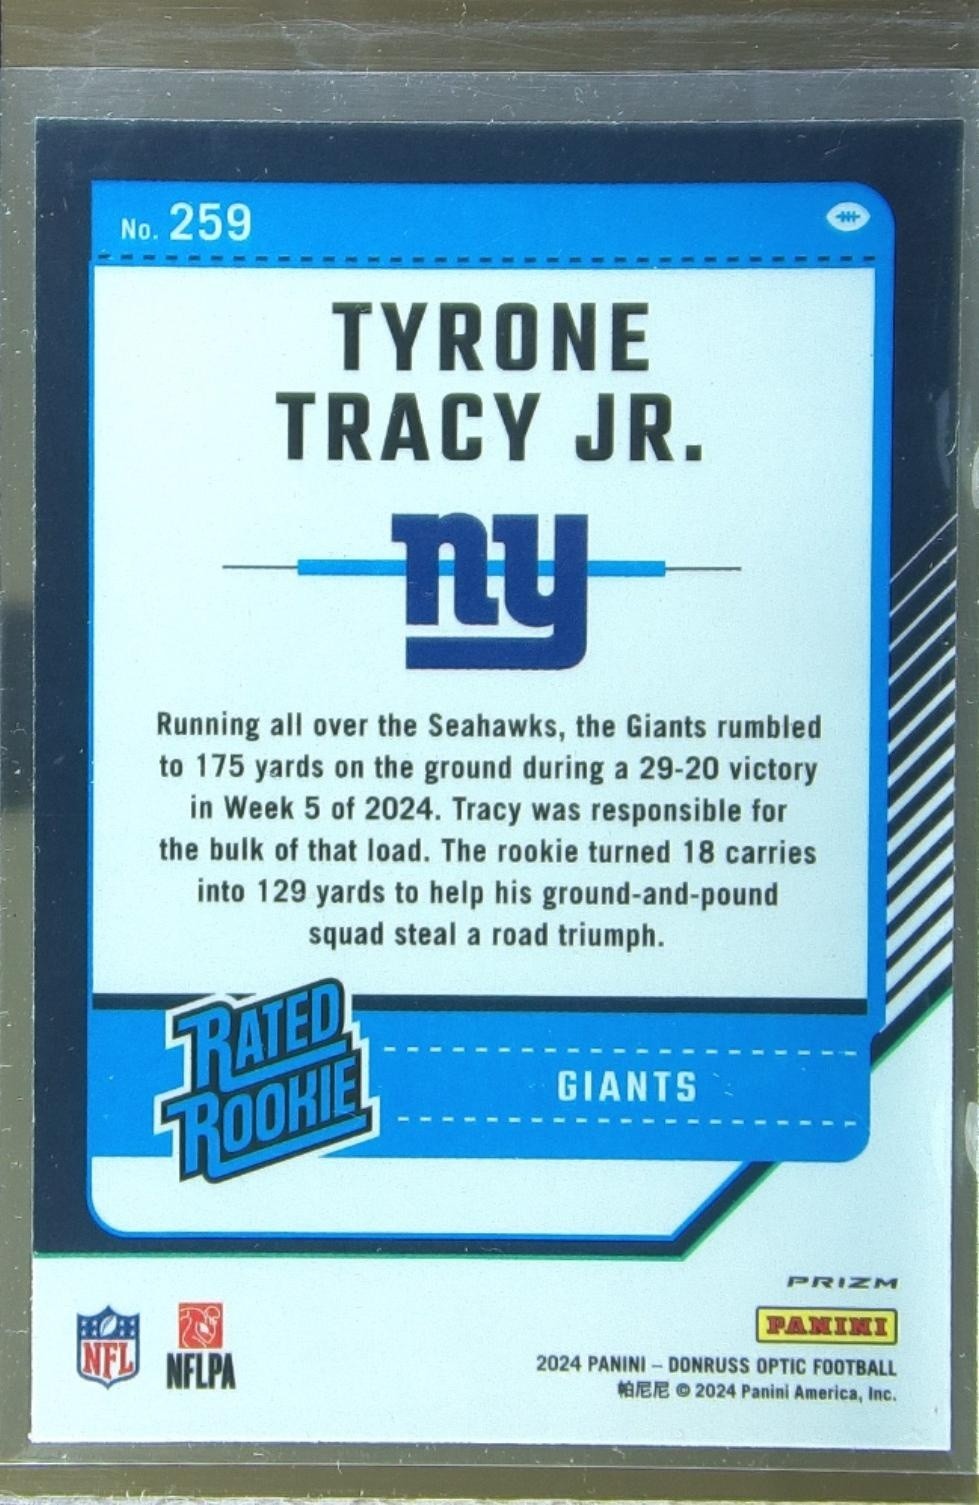 No. 259
TYRONE
TRACY JR.
ny
Running all over the Seahawks, the Giants rumbled
to 175 yards on the ground during a 29-20 victory
in Week 5 of 2024. Tracy was responsible for
the bulk of that load. The rookie turned 18 carries
into 129 yards to help his ground-and-pound
squad steal a road triumph.
RATED
ROOKIE
GIANTS
PRIZM
PANINI
NFL
NFLPA
2024 PANINI – DONRUSS OPTIC FOOTBALL
帕尼尼 © 2024 Panini America, Inc.